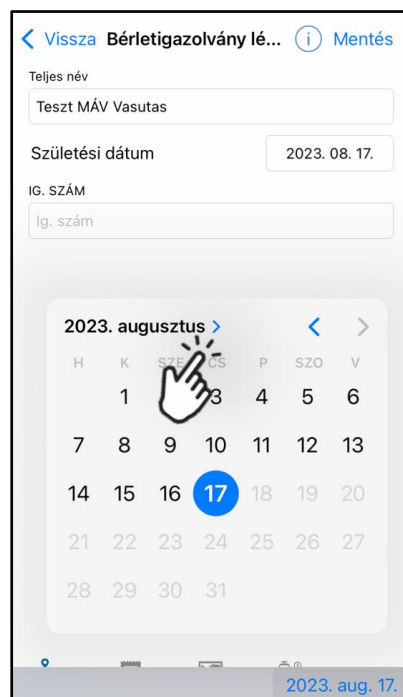 Vissza Bérletigazolvány lé... i Mentés
Teljes név
Teszt MÁV Vasutas
Születési dátum 2023. 08. 17.
IG. SZÁM
Ig. szám
2023. augusztus
H K SZE CS P SZO V
1 3 4 5 6
7 8 9 10 11 12 13
14 15 16 17 18 19 20
21 22 23 24 25 26 27
28 29 30 31
2023. aug. 17.